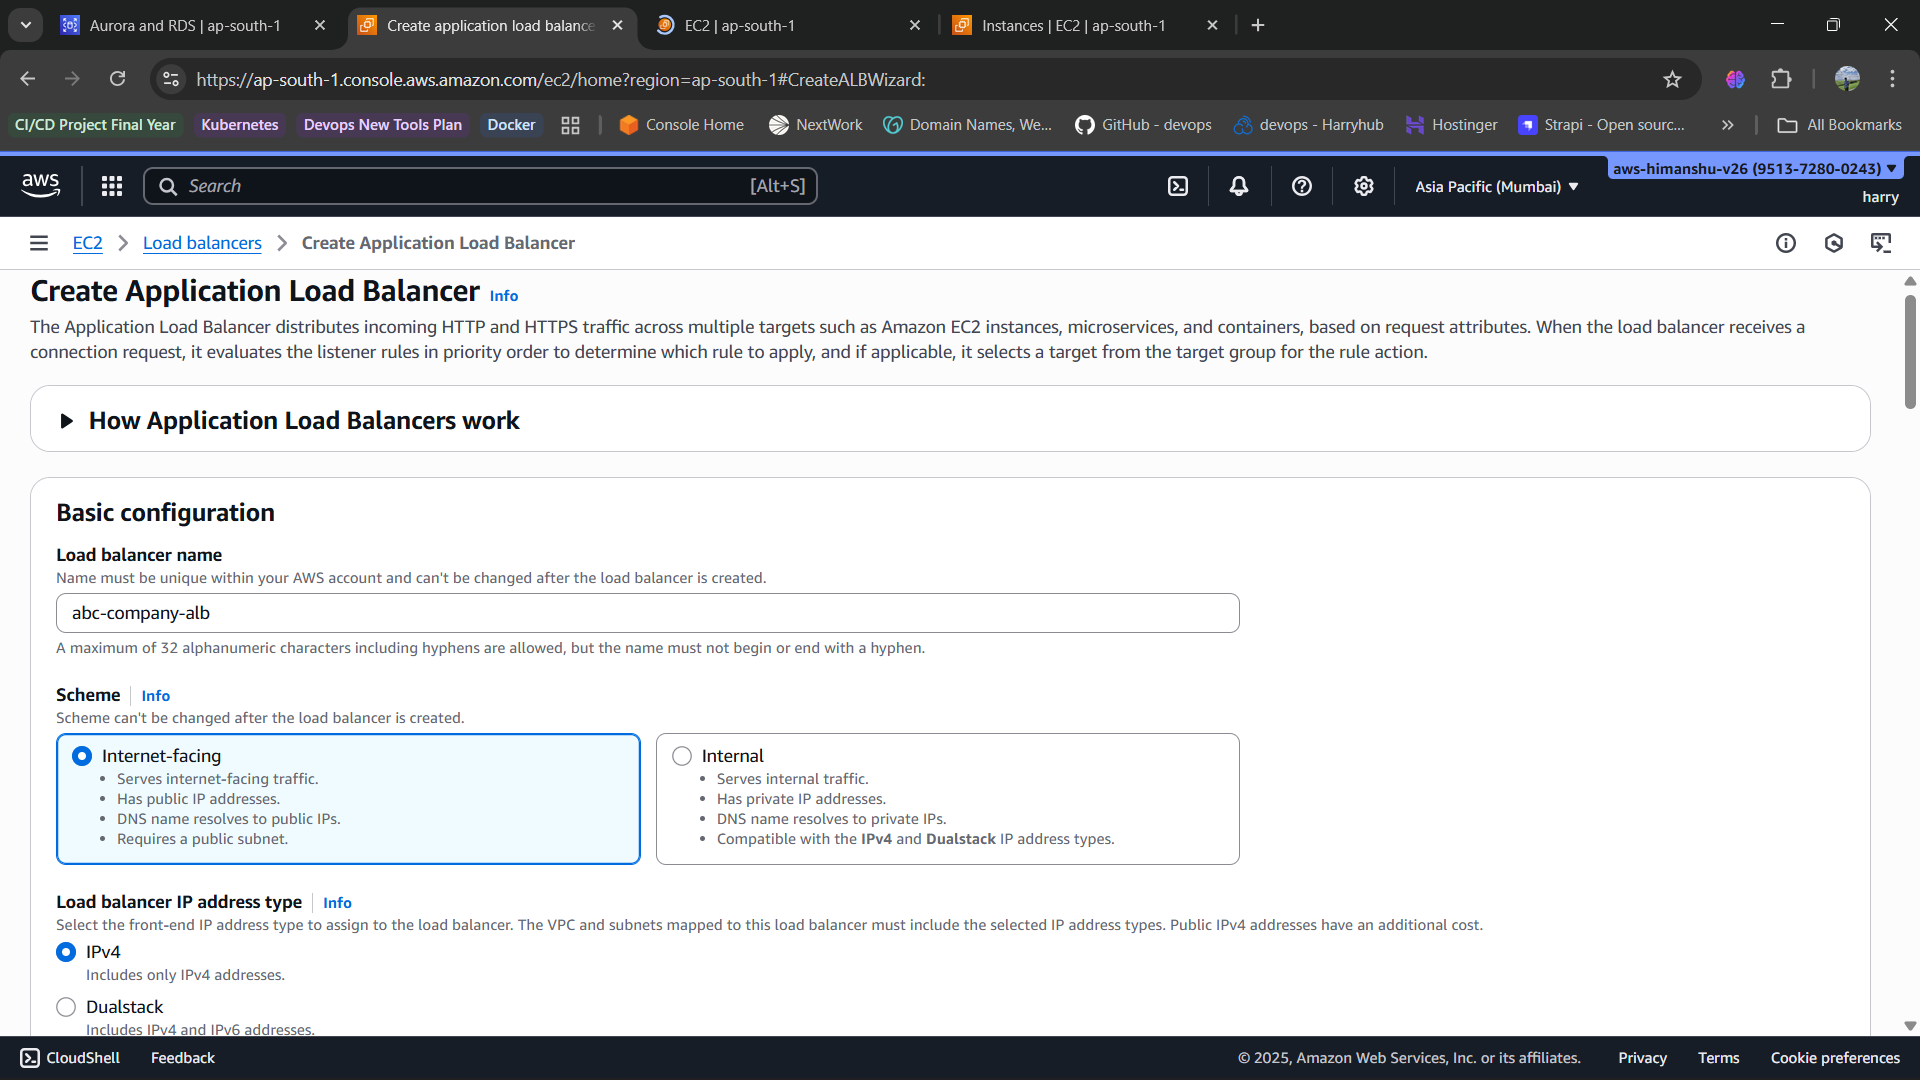 Aurora and RDS | ap-south-1
Create application load balance
EC2 | ap-south-1
Instances | EC2 | ap-south-1
https://ap-south-1.console.aws.amazon.com/ec2/home?region=ap-south-1#CreateALBWizard:
CI/CD Project Final Year
Kubernetes
Devops New Tools Plan
Docker
Console Home
NextWork
Domain Names, We...
GitHub - devops
devops - Harryhub
Hostinger
Strapi - Open sourc...
All Bookmarks
aws
Search
[Alt+S]
Asia Pacific (Mumbai)
aws-himanshu-v26 (9513-7280-0243)
harry
EC2
Load balancers
Create Application Load Balancer
Create Application Load Balancer Info
The Application Load Balancer distributes incoming HTTP and HTTPS traffic across multiple targets such as Amazon EC2 instances, microservices, and containers, based on request attributes. When the load balancer receives a
connection request, it evaluates the listener rules in priority order to determine which rule to apply, and if applicable, it selects a target from the target group for the rule action.
How Application Load Balancers work
Basic configuration
Load balancer name
Name must be unique within your AWS account and can't be changed after the load balancer is created.
abc-company-alb
A maximum of 32 alphanumeric characters including hyphens are allowed, but the name must not begin or end with a hyphen.
Scheme Info
Scheme can't be changed after the load balancer is created.
Internet-facing
• Serves internet-facing traffic.
• Has public IP addresses.
• DNS name resolves to public IPs.
• Requires a public subnet.
Internal
• Serves internal traffic.
• Has private IP addresses.
• DNS name resolves to private IPs.
• Compatible with the IPv4 and Dualstack IP address types.
Load balancer IP address type Info
Select the front-end IP address type to assign to the load balancer. The VPC and subnets mapped to this load balancer must include the selected IP address types. Public IPv4 addresses have an additional cost.
IPv4
Includes only IPv4 addresses.
Dualstack
Includes IPv4 and IPv6 addresses.
CloudShell
Feedback
© 2025, Amazon Web Services, Inc. or its affiliates.
Privacy
Terms
Cookie preferences